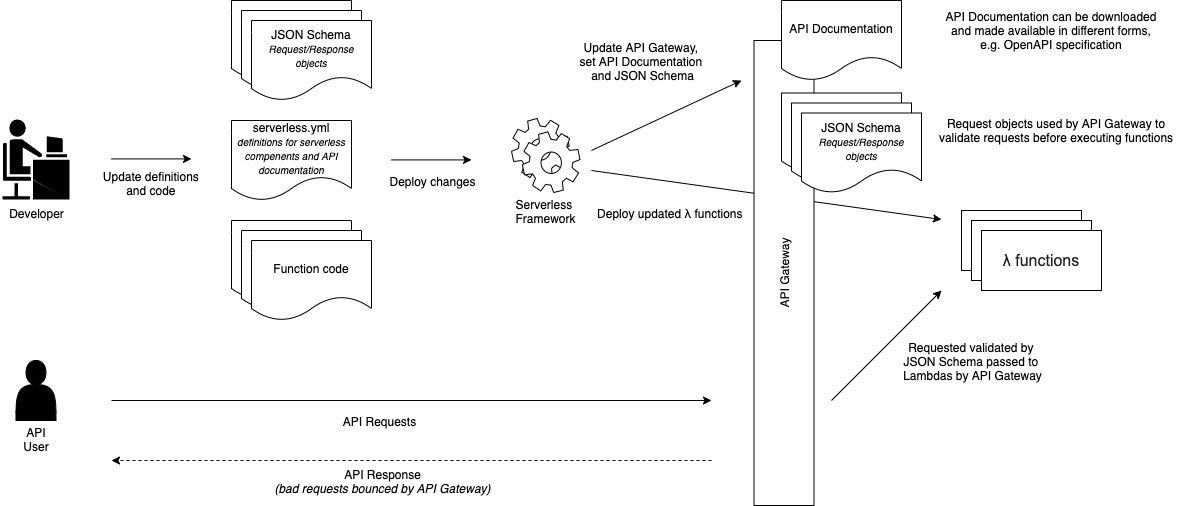 JSON Schema
Request/Response
objects
serverless.yml
definitions for serverless
compenents and API
documentation
Function code
Developer
Update definitions
and code
Deploy changes
Serverless
Framework
Update API Gateway,
set API Documentation
and JSON Schema
Deploy updated λ functions
API Documentation
JSON Schema
Request/Response
objects
API Gateway
API Documentation can be downloaded
and made available in different forms,
e.g. OpenAPI specification
Request objects used by API Gateway to
validate requests before executing functions
λ functions
Requested validated by
JSON Schema passed to
Lambdas by API Gateway
API
User
API Requests
API Response
(bad requests bounced by API Gateway)